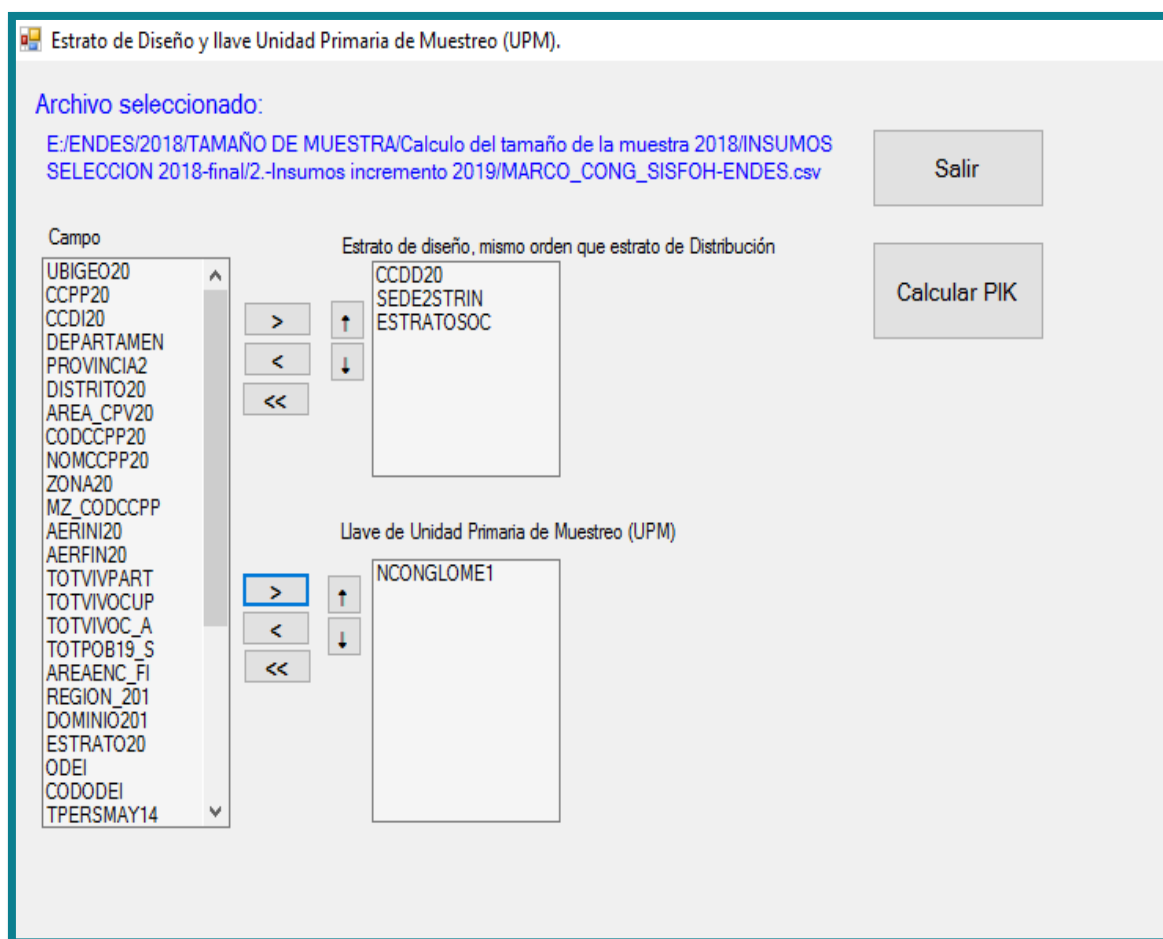 Estrato de Diseño y llave Unidad Primaria de Muestreo (UPM).
Archivo seleccionado:
E:/ENDES/2018/TAMAÑO DE MUESTRA/Calculo del tamaño de la muestra 2018/INSUMOS
SELECCION 2018-final/2.-Insumos incremento 2019/MARCO_CONG_SISFOH-ENDES.csv
Salir
Calcular PIK
Campo
UBIGEO20
CCPP20
CCDI20
DEPARTAMEN
PROVINCIA2
DISTRITO20
AREA_CPV20
CODCCPP20
NOMCCPP20
ZONA20
MZ_CODCCPP
AERINI20
AERFIN20
TOTVIVPART
TOTVIVOCUP
TOTVIVOC_A
TOTPOB19_S
AREAENC_FI
REGION_201
DOMINIO201
ESTRATO20
ODEI
CODODEI
TPERSMAY14
>
<
<<
↑
↓
Estrato de diseño, mismo orden que estrato de Distribución
CCDD20
SEDE2STRIN
ESTRATOSOC
>
<
<<
↑
↓
Llave de Unidad Primaria de Muestreo (UPM)
NCONGLOME1